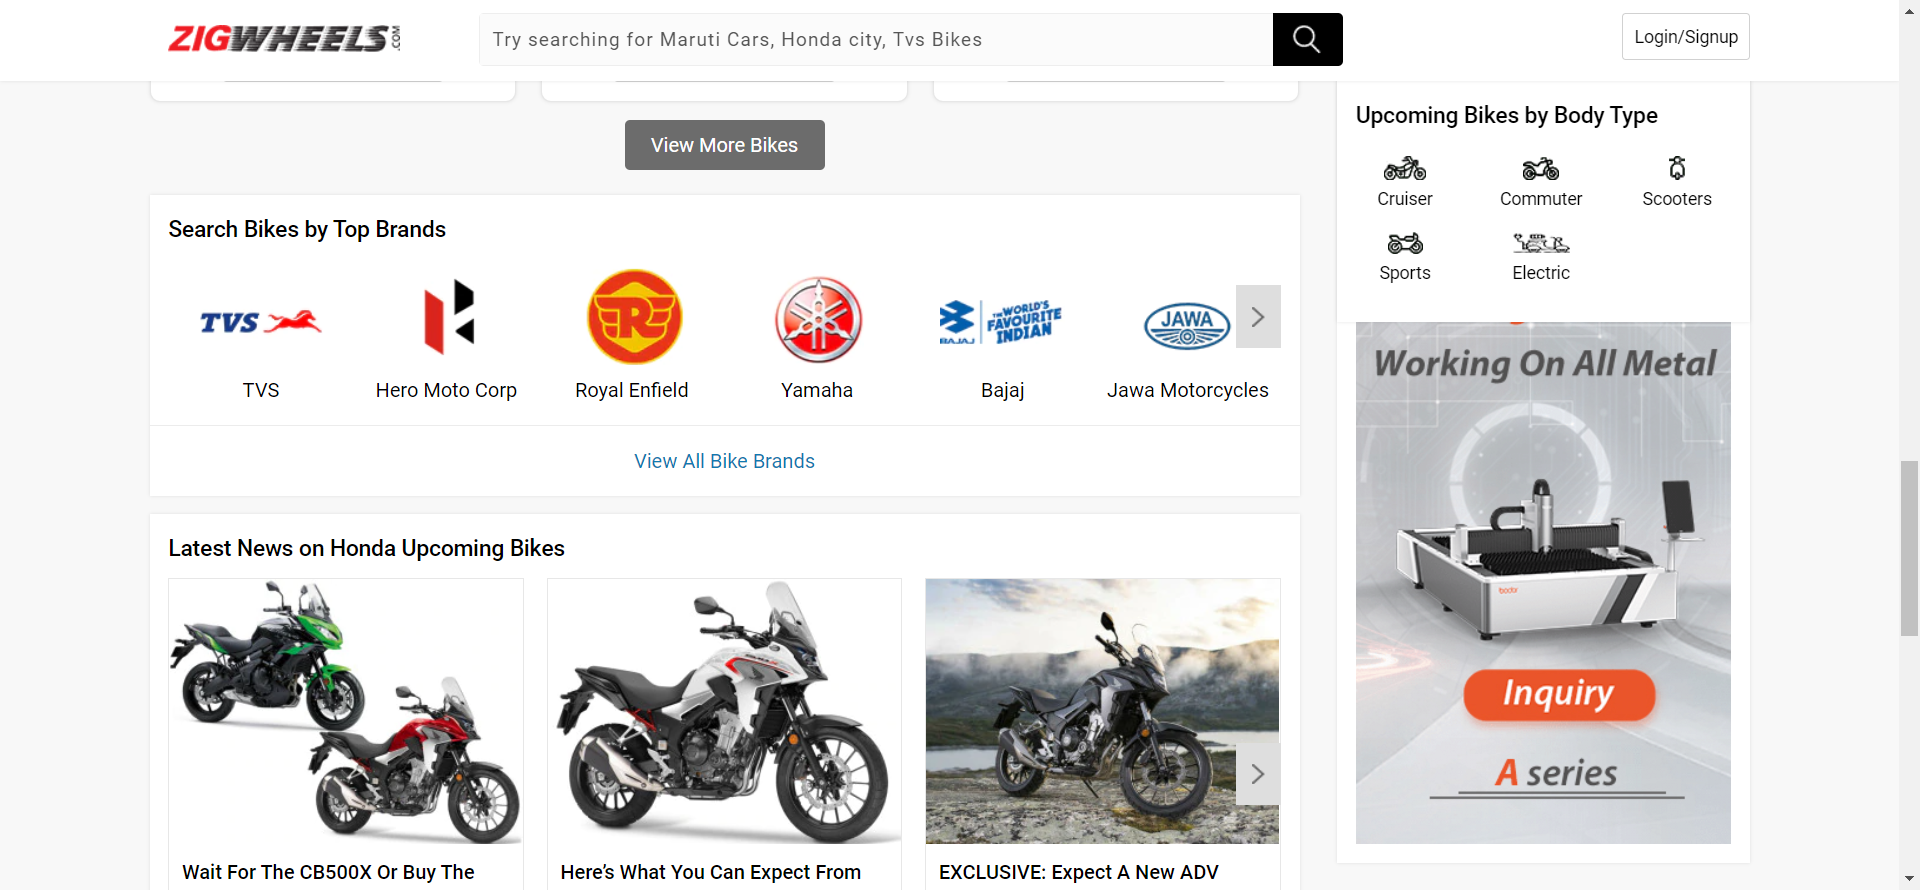 ZIGWHEELS.COM
Try searching for Maruti Cars, Honda city, Tvs Bikes
Login/Signup
View More Bikes
Search Bikes by Top Brands
TVS
R
BAJAJ
THE WORLD'S
FAVOURITE
INDIAN
JAWA
TVS
Hero Moto Corp
Royal Enfield
Yamaha
Bajaj
Jawa Motorcycles
View All Bike Brands
Latest News on Honda Upcoming Bikes
Wait For The CB500X Or Buy The
Here’s What You Can Expect From
EXCLUSIVE: Expect A New ADV
Upcoming Bikes by Body Type
Cruiser
Commuter
Scooters
Sports
Electric
Working On All Metal
bodor
Inquiry
A series